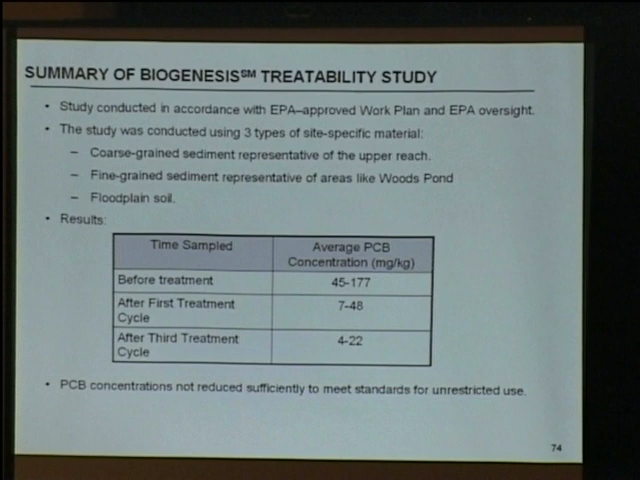 SUMMARY OF BIOGENESIS℠ TREATABILITY STUDY
• Study conducted in accordance with EPA–approved Work Plan and EPA oversight.
• The study was conducted using 3 types of site-specific material:
– Coarse-grained sediment representative of the upper reach.
– Fine-grained sediment representative of areas like Woods Pond
– Floodplain soil.
• Results:
Time Sampled
Average PCB
Concentration (mg/kg)
Before treatment
45-177
After First Treatment
Cycle
7-48
After Third Treatment
Cycle
4-22
• PCB concentrations not reduced sufficiently to meet standards for unrestricted use.
74